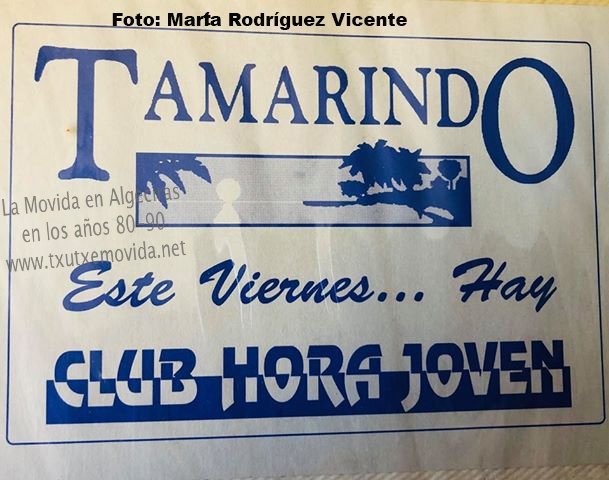 Foto: María Rodríguez Vicente
TAMARINDO
La Movida en Algeciras
en los años 80-90
www.txutxemovida.net
Este Viernes... Hay
CLUB HORA JOVEN